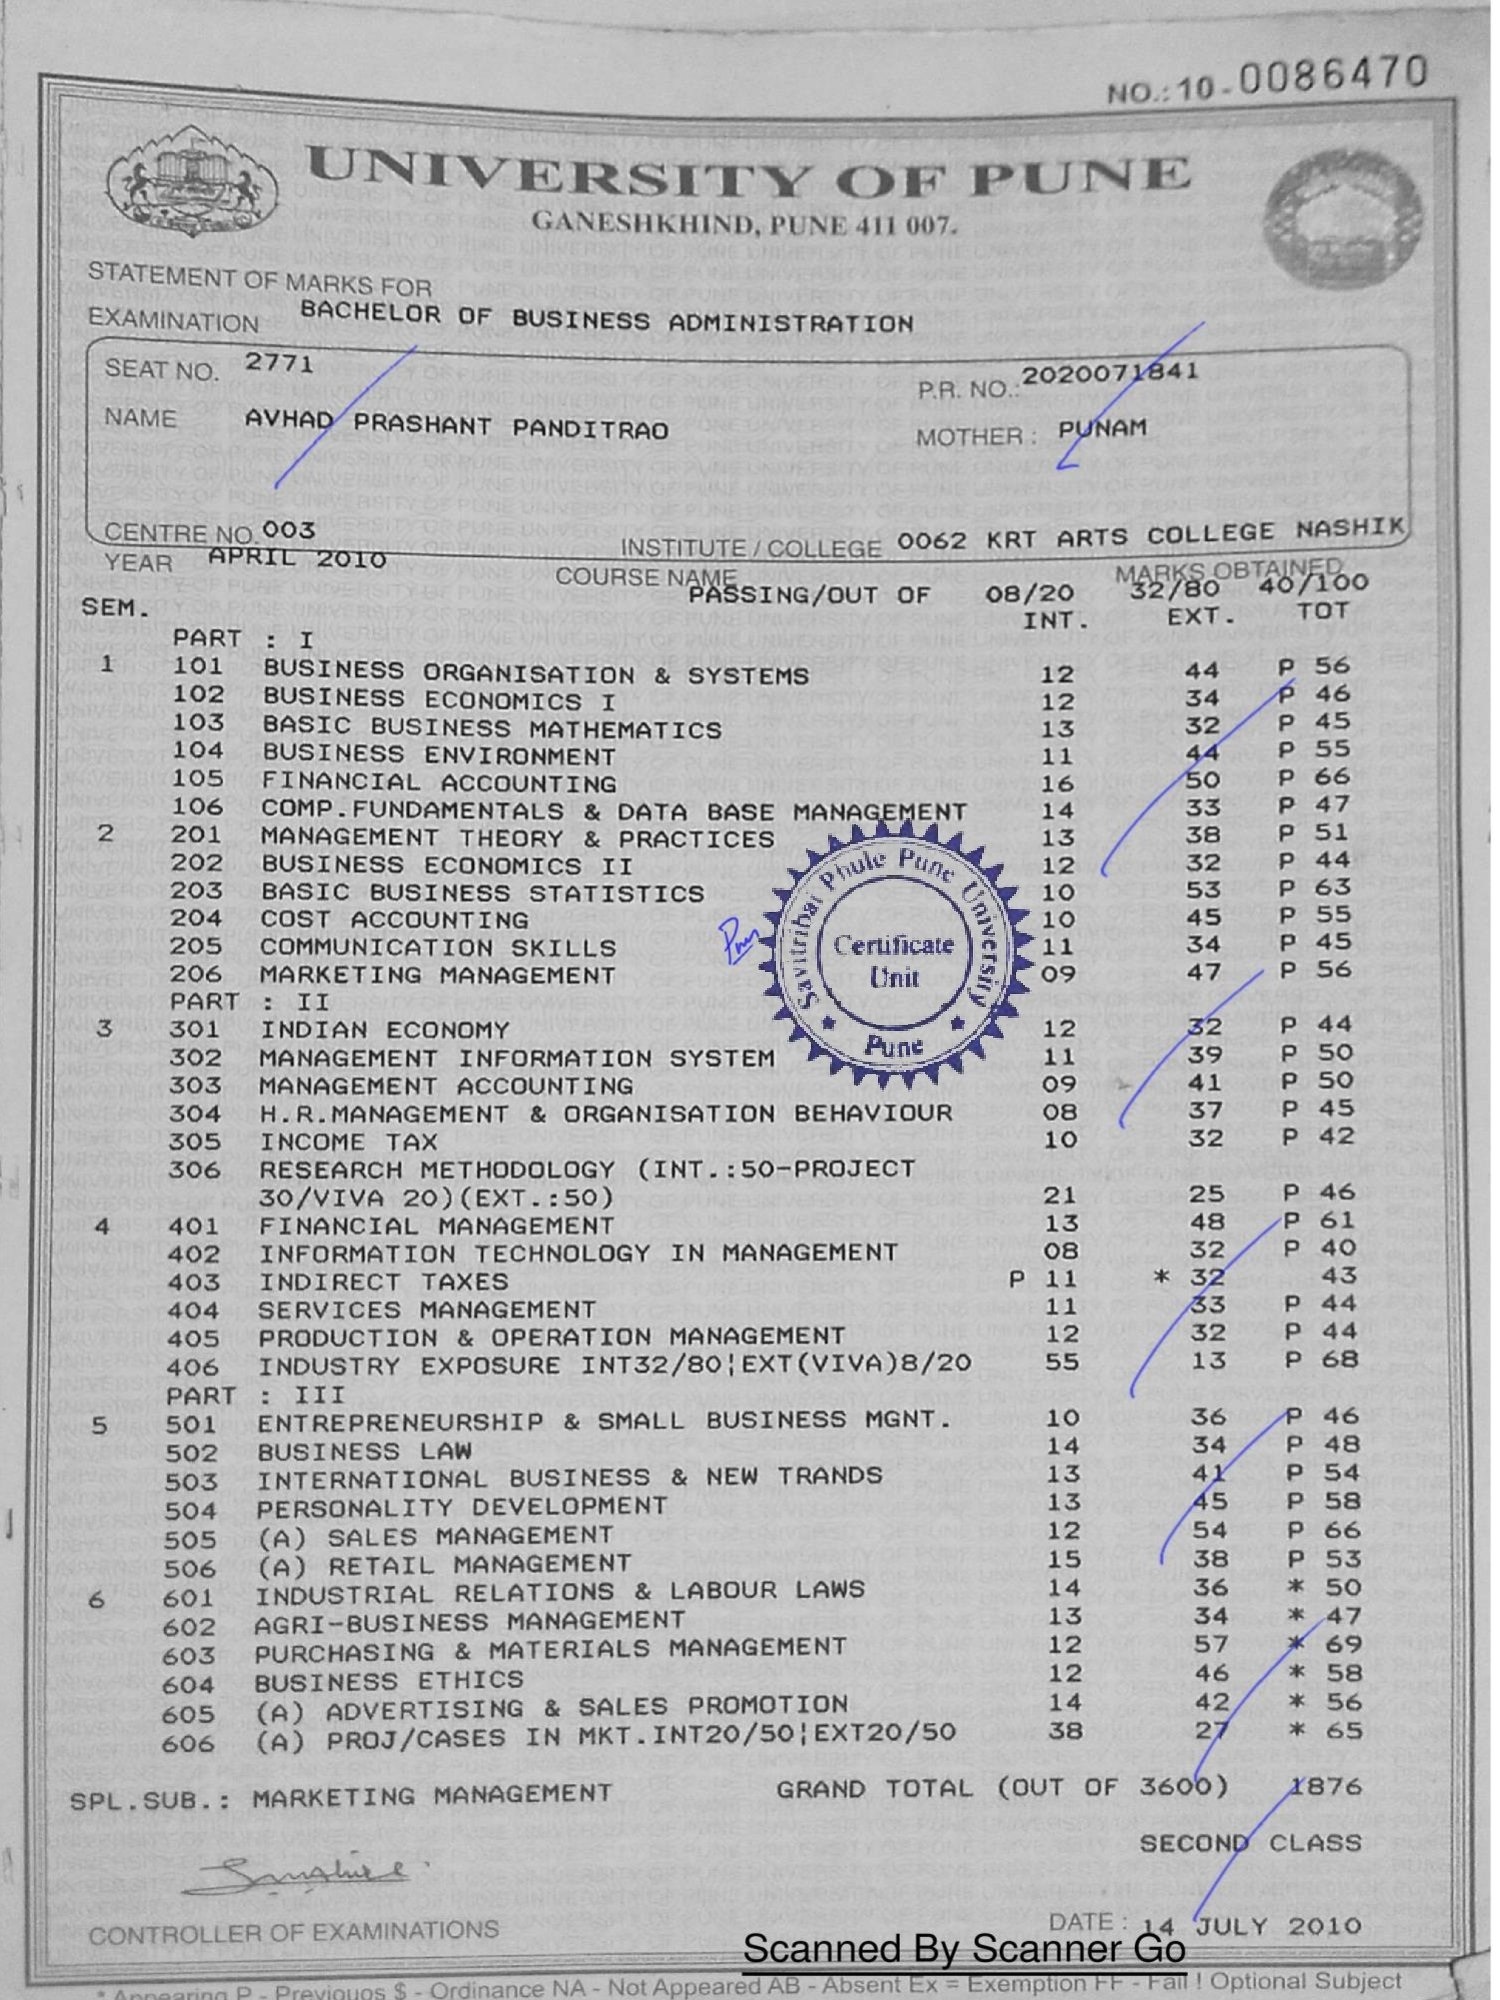 NO.:10-0086470
UNIVERSITY OF PUNE
GANESHKHIND, PUNE 411 007.
STATEMENT OF MARKS FOR
EXAMINATION BACHELOR OF BUSINESS ADMINISTRATION
SEAT NO. 2771 P.R. NO.: 2020071841
NAME AVHAD PRASHANT PANDITRAO MOTHER : PUNAM
CENTRE NO. 003 INSTITUTE / COLLEGE 0062 KRT ARTS COLLEGE NASHIK
YEAR APRIL 2010 COURSE NAME MARKS OBTAINED
PASSING/OUT OF 08/20 32/80 40/100
SEM. INT. EXT. TOT
PART : I
1 101 BUSINESS ORGANISATION & SYSTEMS 12 44 P 56
102 BUSINESS ECONOMICS I 12 34 P 46
103 BASIC BUSINESS MATHEMATICS 13 32 P 45
104 BUSINESS ENVIRONMENT 11 44 P 55
105 FINANCIAL ACCOUNTING 16 50 P 66
106 COMP.FUNDAMENTALS & DATA BASE MANAGEMENT 14 33 P 47
2 201 MANAGEMENT THEORY & PRACTICES 13 38 P 51
202 BUSINESS ECONOMICS II 12 32 P 44
203 BASIC BUSINESS STATISTICS 10 53 P 63
204 COST ACCOUNTING 10 45 P 55
205 COMMUNICATION SKILLS 11 34 P 45
206 MARKETING MANAGEMENT 09 47 P 56
Savitribai Phule Pune University
Certificate
Unit
Pune
PART : II
3 301 INDIAN ECONOMY 12 32 P 44
302 MANAGEMENT INFORMATION SYSTEM 11 39 P 50
303 MANAGEMENT ACCOUNTING 09 41 P 50
304 H.R.MANAGEMENT & ORGANISATION BEHAVIOUR 08 37 P 45
305 INCOME TAX 10 32 P 42
306 RESEARCH METHODOLOGY (INT.:50-PROJECT
30/VIVA 20)(EXT.:50) 21 25 P 46
4 401 FINANCIAL MANAGEMENT 13 48 P 61
402 INFORMATION TECHNOLOGY IN MANAGEMENT 08 32 P 40
403 INDIRECT TAXES P 11 * 32 43
404 SERVICES MANAGEMENT 11 33 P 44
405 PRODUCTION & OPERATION MANAGEMENT 12 32 P 44
406 INDUSTRY EXPOSURE INT32/80¦EXT(VIVA)8/20 55 13 P 68
PART : III
5 501 ENTREPRENEURSHIP & SMALL BUSINESS MGNT. 10 36 P 46
502 BUSINESS LAW 14 34 P 48
503 INTERNATIONAL BUSINESS & NEW TRANDS 13 41 P 54
504 PERSONALITY DEVELOPMENT 13 45 P 58
505 (A) SALES MANAGEMENT 12 54 P 66
506 (A) RETAIL MANAGEMENT 15 38 P 53
6 601 INDUSTRIAL RELATIONS & LABOUR LAWS 14 36 * 50
602 AGRI-BUSINESS MANAGEMENT 13 34 * 47
603 PURCHASING & MATERIALS MANAGEMENT 12 57 * 69
604 BUSINESS ETHICS 12 46 * 58
605 (A) ADVERTISING & SALES PROMOTION 14 42 * 56
606 (A) PROJ/CASES IN MKT.INT20/50¦EXT20/50 38 27 * 65
SPL.SUB.: MARKETING MANAGEMENT GRAND TOTAL (OUT OF 3600) 1876
SECOND CLASS
CONTROLLER OF EXAMINATIONS DATE : 14 JULY 2010
Scanned By Scanner Go
* Appearing P - Previouos $ - Ordinance NA - Not Appeared AB - Absent Ex = Exemption FF - Fail ! Optional Subject